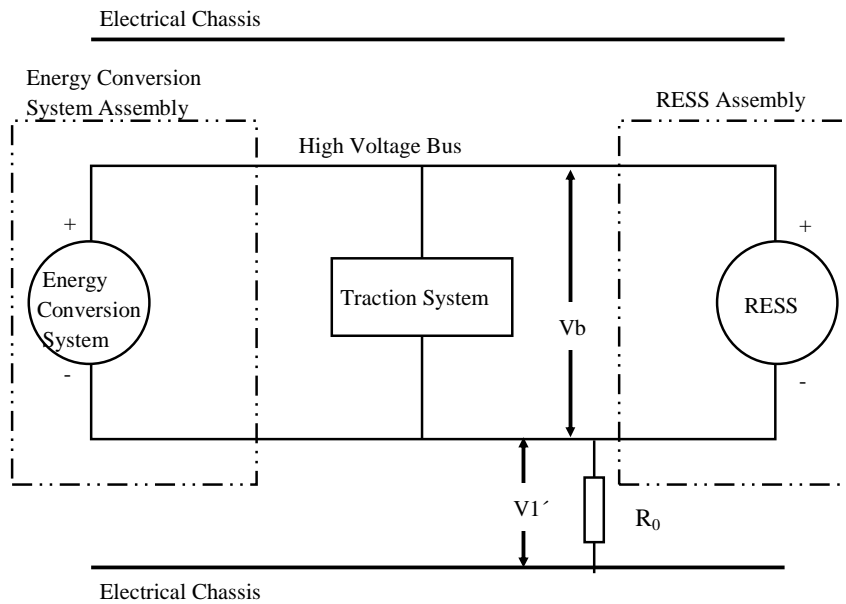 Electrical Chassis
Energy Conversion
System Assembly
RESS Assembly
High Voltage Bus
+
+
Energy
Conversion
System
Traction System
Vb
RESS
-
-
V1´
R₀
Electrical Chassis